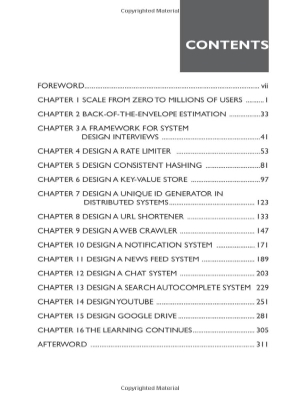 Copyrighted Material
CONTENTS
FOREWORD.......... vii
CHAPTER 1 SCALE FROM ZERO TO MILLIONS OF USERS .......... 1
CHAPTER 2 BACK-OF-THE-ENVELOPE ESTIMATION .......... 33
CHAPTER 3 A FRAMEWORK FOR SYSTEM
DESIGN INTERVIEWS .......... 41
CHAPTER 4 DESIGN A RATE LIMITER .......... 53
CHAPTER 5 DESIGN CONSISTENT HASHING .......... 81
CHAPTER 6 DESIGN A KEY-VALUE STORE .......... 97
CHAPTER 7 DESIGN A UNIQUE ID GENERATOR IN
DISTRIBUTED SYSTEMS.......... 123
CHAPTER 8 DESIGN A URL SHORTENER .......... 133
CHAPTER 9 DESIGN A WEB CRAWLER .......... 147
CHAPTER 10 DESIGN A NOTIFICATION SYSTEM .......... 171
CHAPTER 11 DESIGN A NEWS FEED SYSTEM .......... 189
CHAPTER 12 DESIGN A CHAT SYSTEM .......... 203
CHAPTER 13 DESIGN A SEARCH AUTOCOMPLETE SYSTEM 229
CHAPTER 14 DESIGN YOUTUBE .......... 251
CHAPTER 15 DESIGN GOOGLE DRIVE .......... 281
CHAPTER 16 THE LEARNING CONTINUES .......... 305
AFTERWORD .......... 311
Copyrighted Material